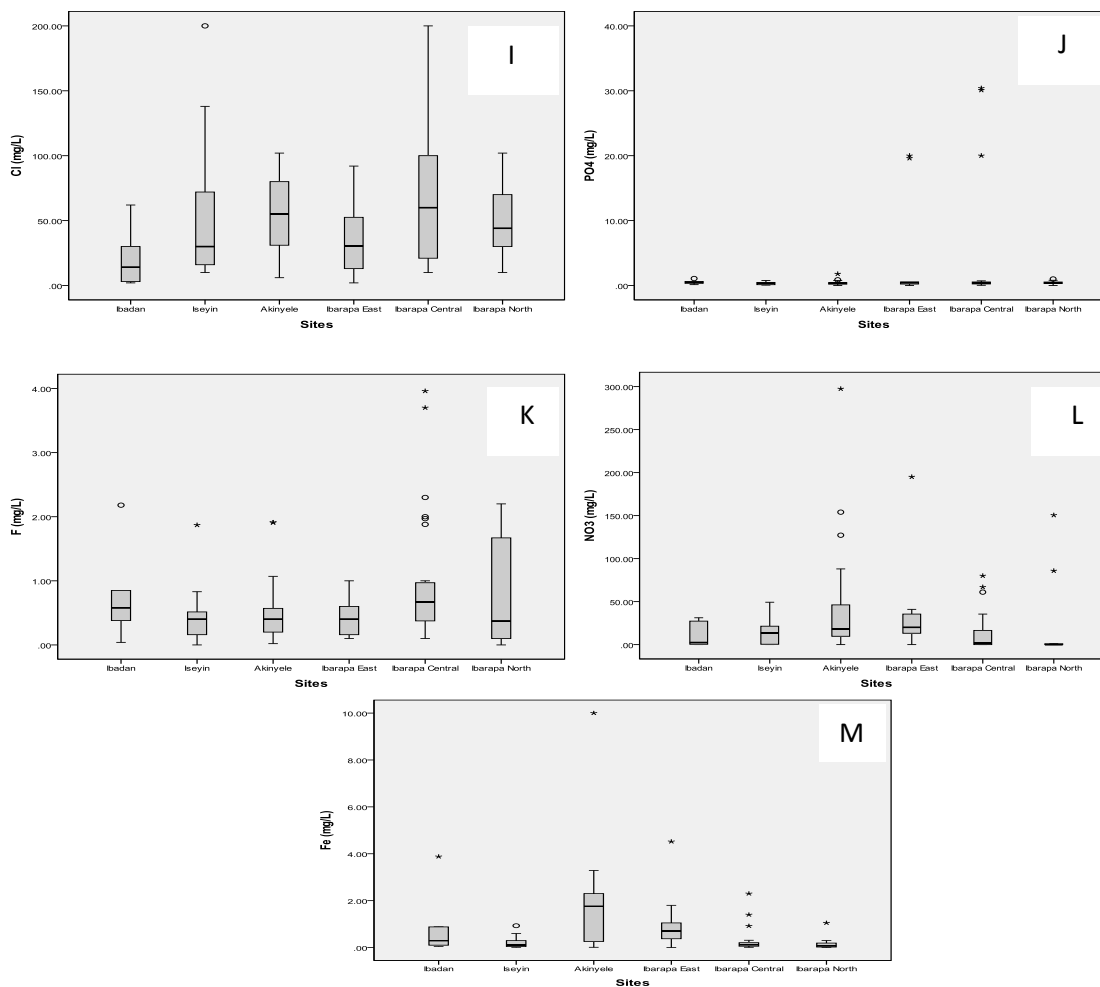 I
Cl (mg/L)
200.00
150.00
100.00
50.00
.00
Ibadan Iseyin Akinyele Ibarapa East Ibarapa Central Ibarapa North
Sites
J
PO4 (mg/L)
40.00
30.00
20.00
10.00
.00
Ibadan Iseyin Akinyele Ibarapa East Ibarapa Central Ibarapa North
Sites
K
F (mg/L)
4.00
3.00
2.00
1.00
.00
Ibadan Iseyin Akinyele Ibarapa East Ibarapa Central Ibarapa North
Sites
L
NO3 (mg/L)
300.00
250.00
200.00
150.00
100.00
50.00
.00
Ibadan Iseyin Akinyele Ibarapa East Ibarapa Central Ibarapa North
Sites
M
Fe (mg/L)
10.00
8.00
6.00
4.00
2.00
.00
Ibadan Iseyin Akinyele Ibarapa East Ibarapa Central Ibarapa North
Sites